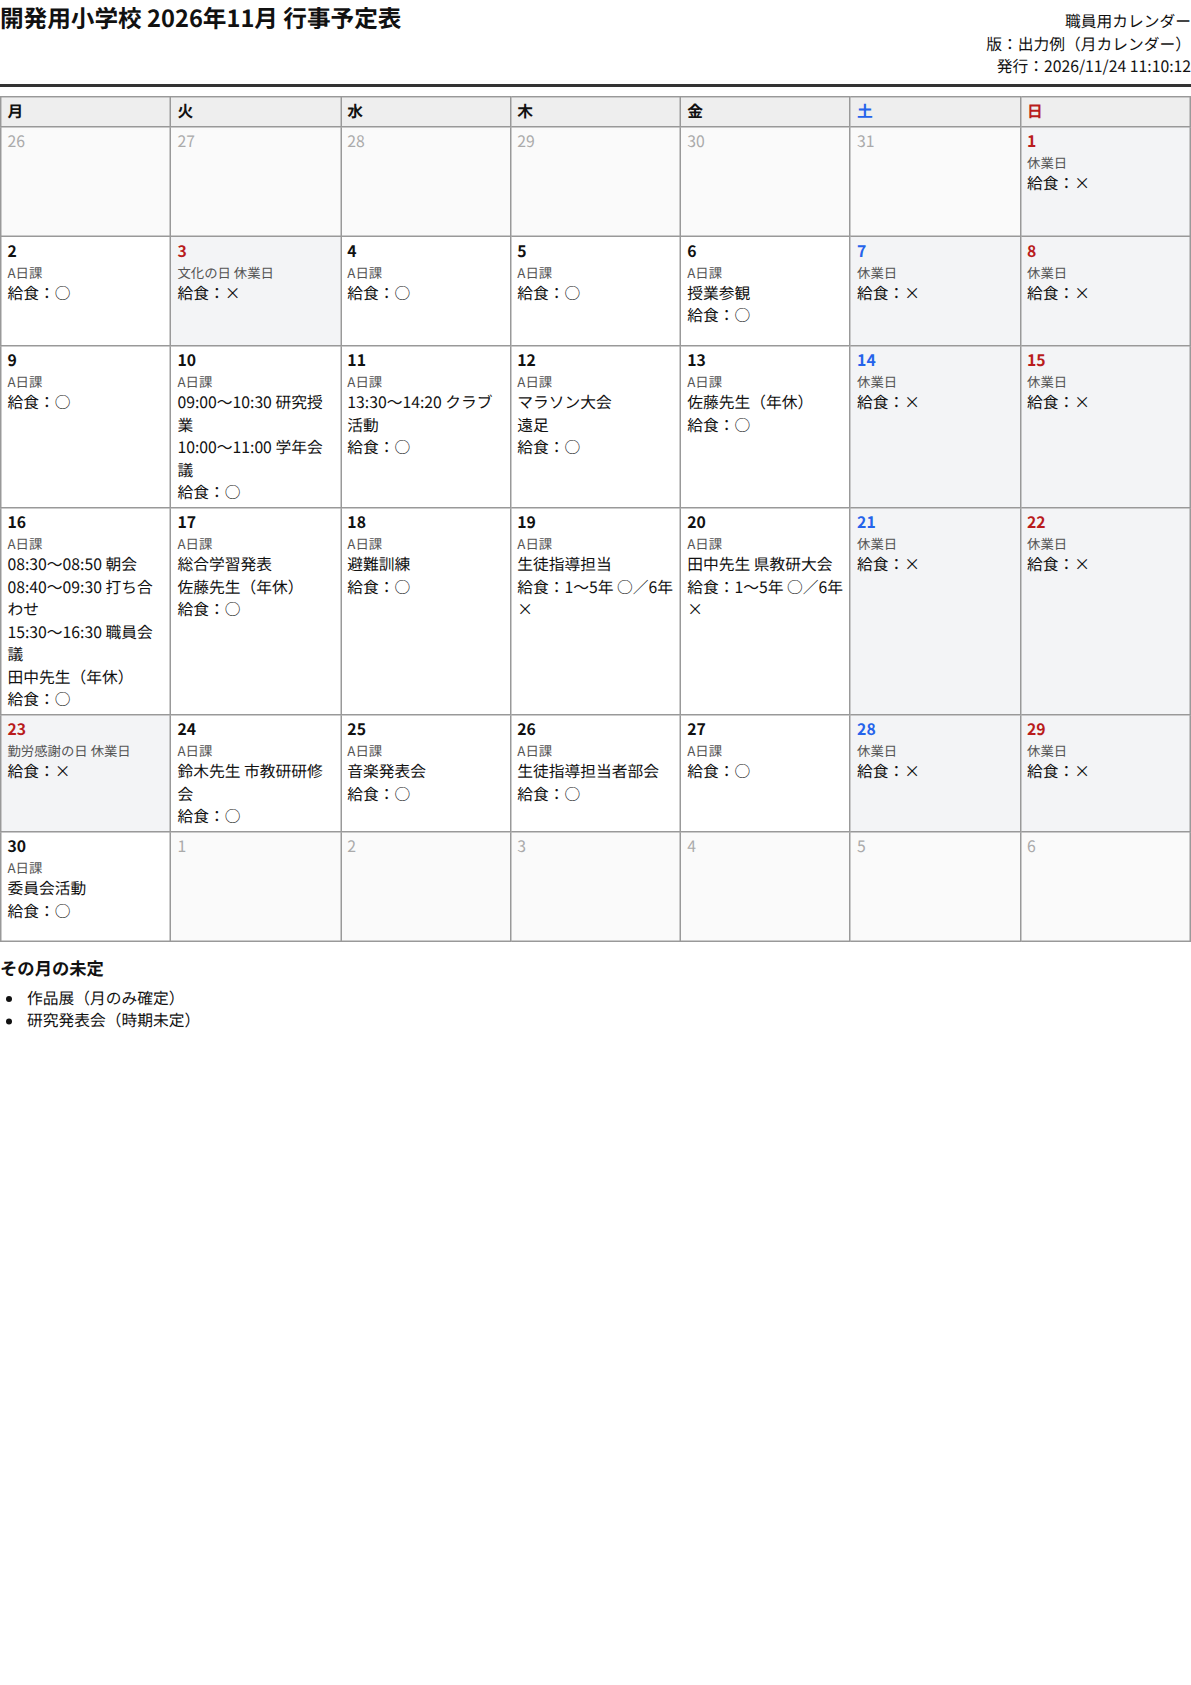 開発用小学校 2026年11月 行事予定表
職員用カレンダー
版：出力例（月カレンダー）
発行：2026/11/24 11:10:12
月 火 水 木 金 土 日
26
27
28
29
30
31
1
休業日
給食：×
2
A日課
給食：〇
3
文化の日 休業日
給食：×
4
A日課
給食：〇
5
A日課
給食：〇
6
A日課
授業参観
給食：〇
7
休業日
給食：×
8
休業日
給食：×
9
A日課
給食：〇
10
A日課
09:00～10:30 研究授
業
10:00～11:00 学年会
議
給食：〇
11
A日課
13:30～14:20 クラブ
活動
給食：〇
12
A日課
マラソン大会
遠足
給食：〇
13
A日課
佐藤先生（年休）
給食：〇
14
休業日
給食：×
15
休業日
給食：×
16
A日課
08:30～08:50 朝会
08:40～09:30 打ち合
わせ
15:30～16:30 職員会
議
田中先生（年休）
給食：〇
17
A日課
総合学習発表
佐藤先生（年休）
給食：〇
18
A日課
避難訓練
給食：〇
19
A日課
生徒指導担当
給食：1～5年 〇／6年
×
20
A日課
田中先生 県教研大会
給食：1～5年 〇／6年
×
21
休業日
給食：×
22
休業日
給食：×
23
勤労感謝の日 休業日
給食：×
24
A日課
鈴木先生 市教研研修
会
給食：〇
25
A日課
音楽発表会
給食：〇
26
A日課
生徒指導担当者部会
給食：〇
27
A日課
給食：〇
28
休業日
給食：×
29
休業日
給食：×
30
A日課
委員会活動
給食：〇
1
2
3
4
5
6
その月の未定
• 作品展（月のみ確定）
• 研究発表会（時期未定）